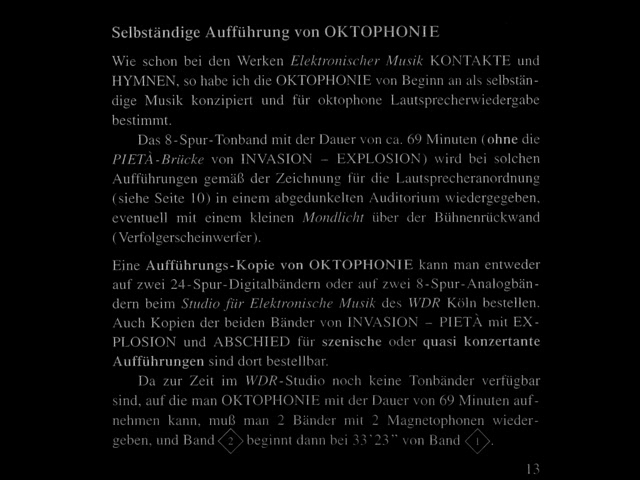 Selbständige Aufführung von OKTOPHONIE
Wie schon bei den Werken Elektronischer Musik KONTAKTE und
HYMNEN, so habe ich die OKTOPHONIE von Beginn an als selbstän-
dige Musik konzipiert und für oktophone Lautsprecherwiedergabe
bestimmt.
Das 8-Spur-Tonband mit der Dauer von ca. 69 Minuten (ohne die
PIETÀ-Brücke von INVASION – EXPLOSION) wird bei solchen
Aufführungen gemäß der Zeichnung für die Lautsprecheranordnung
(siehe Seite 10) in einem abgedunkelten Auditorium wiedergegeben,
eventuell mit einem kleinen Mondlicht über der Bühnenrückwand
(Verfolgerscheinwerfer).
Eine Aufführungs-Kopie von OKTOPHONIE kann man entweder
auf zwei 24-Spur-Digitalbändern oder auf zwei 8-Spur-Analogbän-
dern beim Studio für Elektronische Musik des WDR Köln bestellen.
Auch Kopien der beiden Bänder von INVASION – PIETÀ mit EX-
PLOSION und ABSCHIED für szenische oder quasi konzertante
Aufführungen sind dort bestellbar.
Da zur Zeit im WDR-Studio noch keine Tonbänder verfügbar
sind, auf die man OKTOPHONIE mit der Dauer von 69 Minuten auf-
nehmen kann, muß man 2 Bänder mit 2 Magnetophonen wieder-
geben, und Band 2 beginnt dann bei 33'23" von Band 1.
13